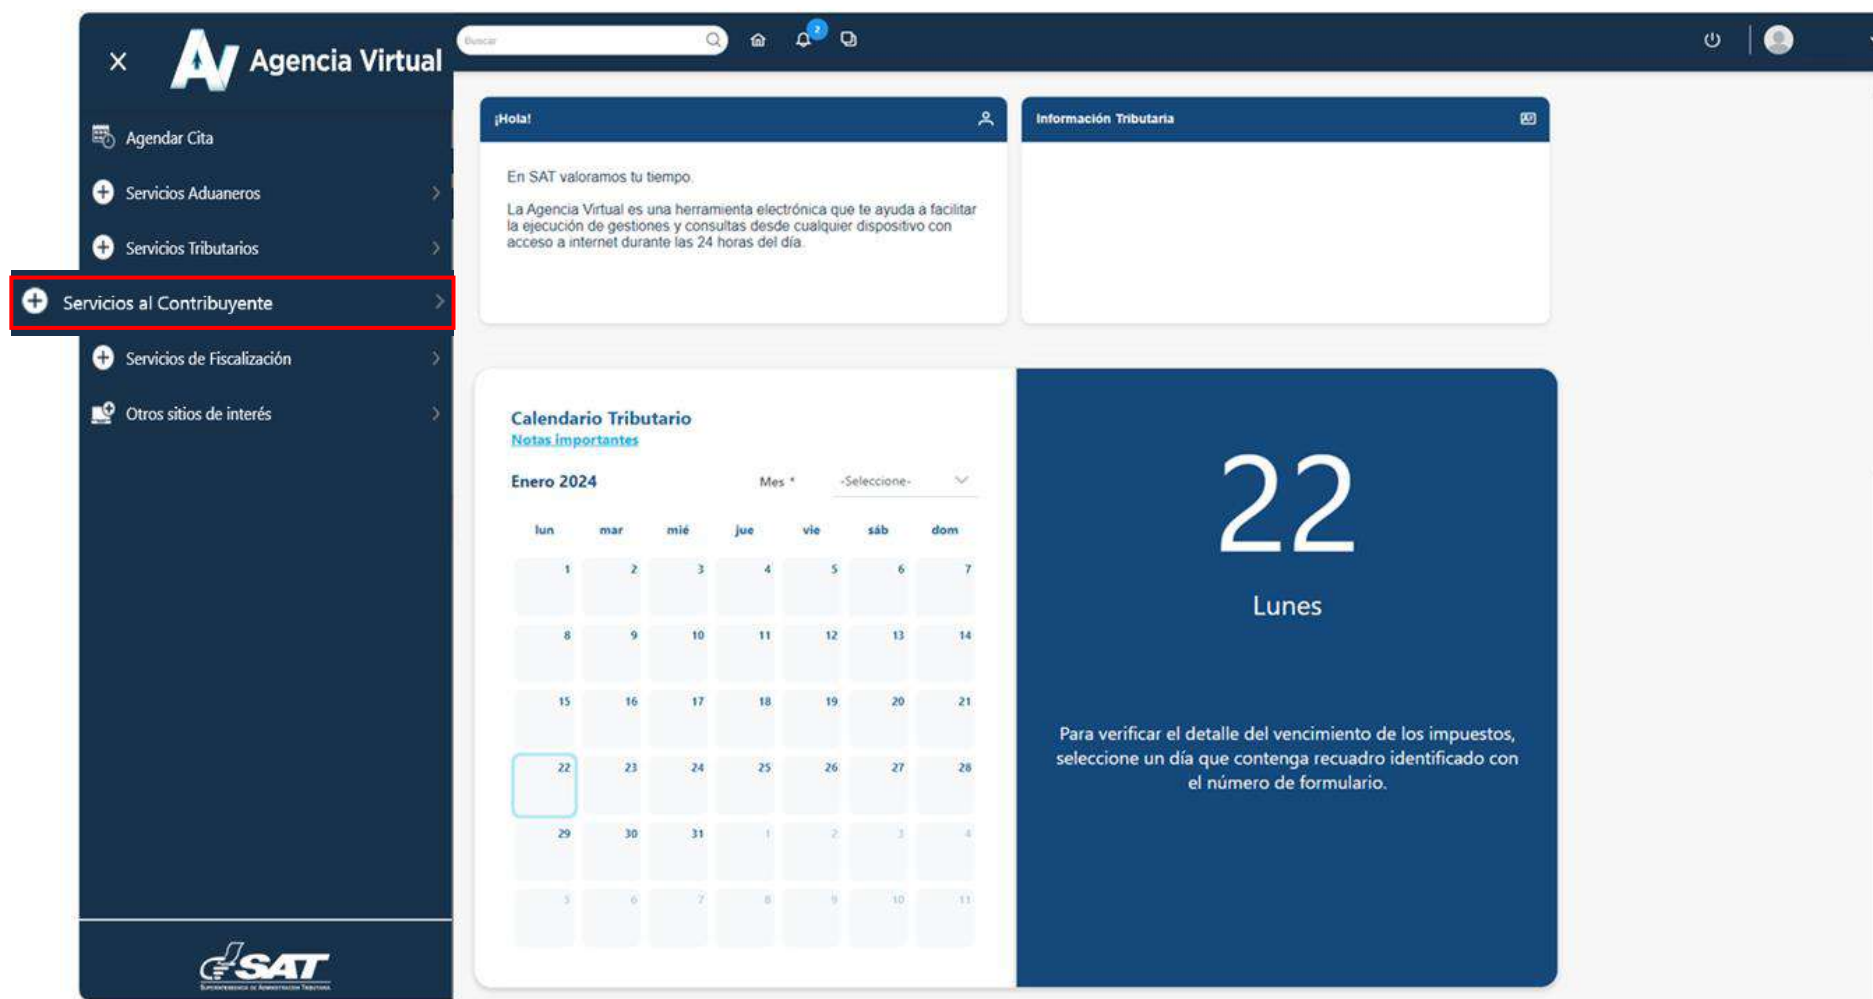 Agencia Virtual
Buscar
2
Agendar Cita
Servicios Aduaneros
Servicios Tributarios
Servicios al Contribuyente
Servicios de Fiscalización
Otros sitios de interés
SAT
Superintendencia de Administración Tributaria
¡Hola!
En SAT valoramos tu tiempo.
La Agencia Virtual es una herramienta electrónica que te ayuda a facilitar
la ejecución de gestiones y consultas desde cualquier dispositivo con
acceso a internet durante las 24 horas del día.
Información Tributaria
Calendario Tributario
Notas importantes
Enero 2024 Mes * -Seleccione-
lun mar mié jue vie sáb dom
1 2 3 4 5 6 7
8 9 10 11 12 13 14
15 16 17 18 19 20 21
22 23 24 25 26 27 28
29 30 31 1 2 3 4
5 6 7 8 9 10 11
22
Lunes
Para verificar el detalle del vencimiento de los impuestos,
seleccione un día que contenga recuadro identificado con
el número de formulario.